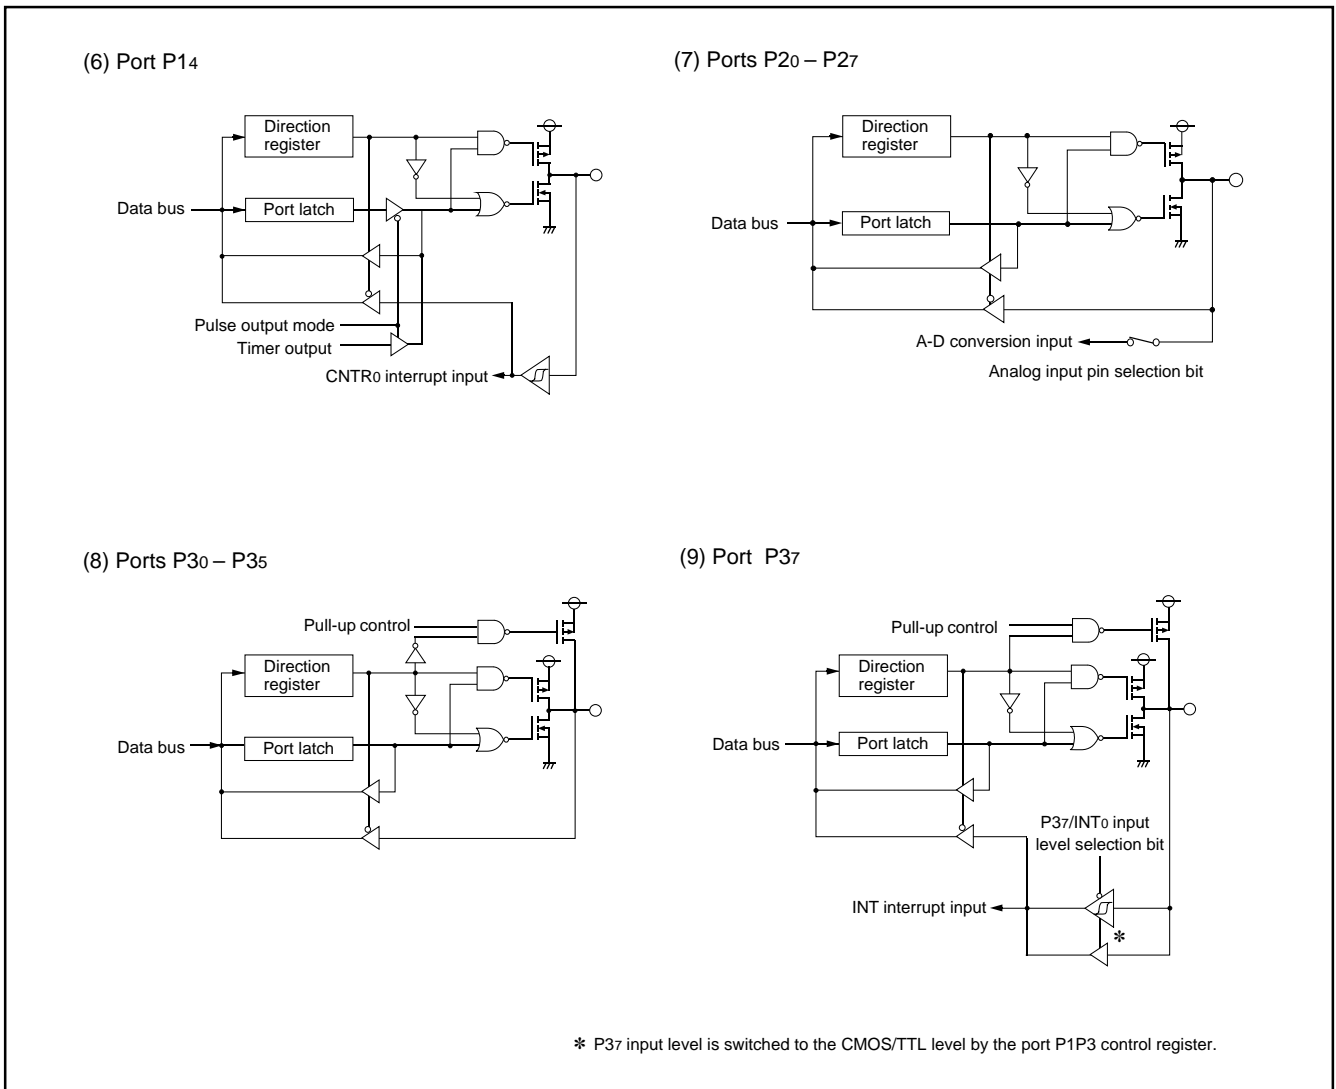 (6) Port P14
Direction
register
Data bus
Port latch
Pulse output mode
Timer output
CNTR0 interrupt input
(7) Ports P20 – P27
Direction
register
Data bus
Port latch
A-D conversion input
Analog input pin selection bit
(8) Ports P30 – P35
Pull-up control
Direction
register
Data bus
Port latch
(9) Port P37
Pull-up control
Direction
register
Data bus
Port latch
P37/INT0 input
level selection bit
INT interrupt input
*
* P37 input level is switched to the CMOS/TTL level by the port P1P3 control register.